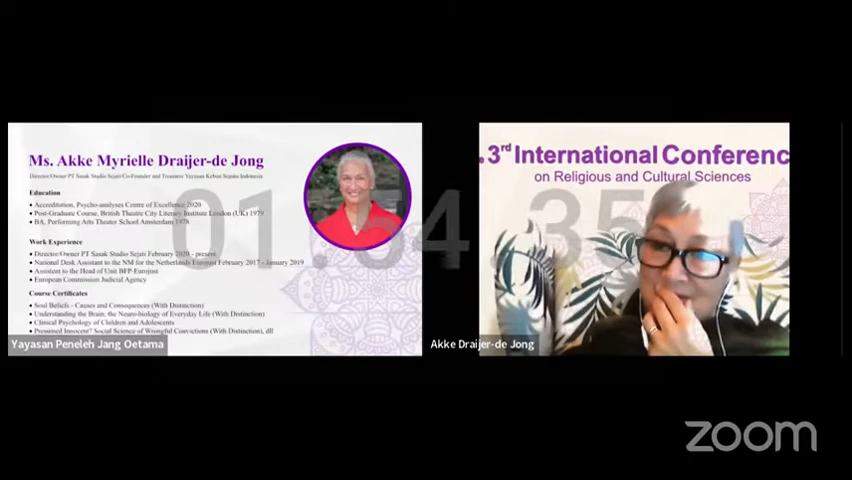 Ms. Akke Myrielle Draijer-de Jong
Director/Owner PT Sasak Studio Sejati/Co-Founder and Treasurer Yayasan Kebon Sepatu Indonesia
Education
• Accreditation, Psycho-analyses Centre of Excellence 2020
• Post-Graduate Course, British Theatre City Literary Institute London (UK) 1979
• BA, Performing Arts Theater School Amsterdam 1978
Work Experience
• Director/Owner PT Sasak Studio Sejati February 2020 - present
• National Desk Assistant to the NM for the Netherlands Eurojust February 2017 - January 2019
• Assistant to the Head of Unit BFP-Eurojust
• European Commission Judicial Agency
Course Certificates
• Soul Beliefs - Causes and Consequences (With Distinction)
• Understanding the Brain; the Neuro-biology of Everyday Life (With Distinction)
• Clinical Psychology of Children and Adolescents
• Presumed Innocent? Social Science of Wrongful Convictions (With Distinction), dll
Yayasan Peneleh Jang Oetama
. 3rd International Conferenc
on Religious and Cultural Sciences
Akke Draijer-de Jong
01.54.35
zoom